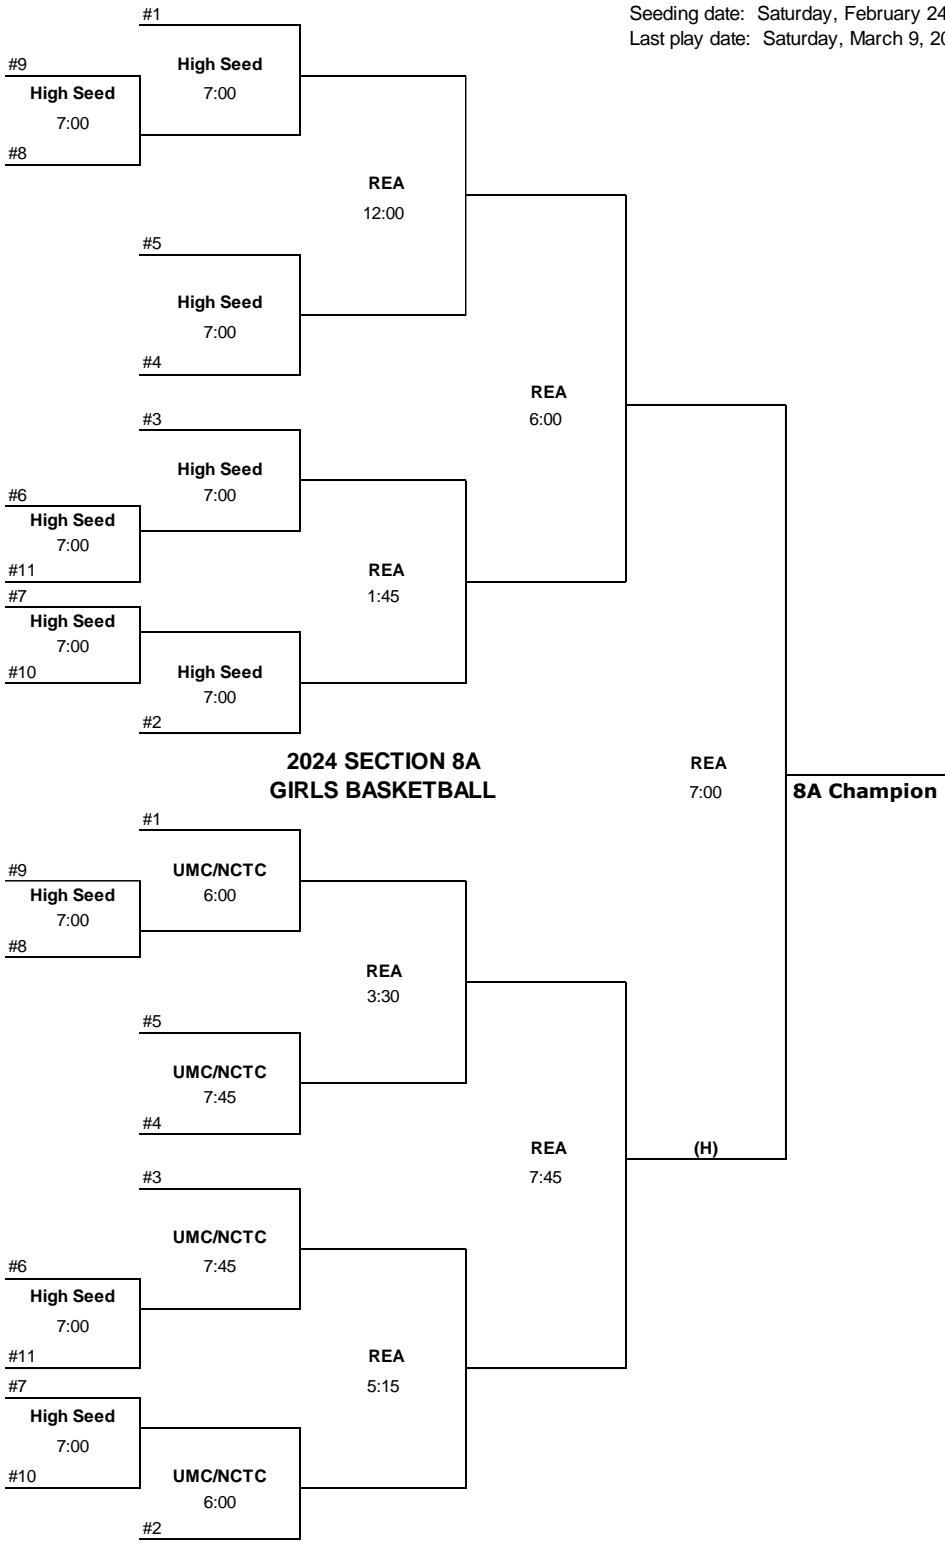 #1
Seeding date: Saturday, February 24
Last play date: Saturday, March 9, 20
#9
High Seed
7:00
High Seed
7:00
#8
REA
12:00
#5
High Seed
7:00
#4
REA
6:00
#3
High Seed
7:00
#6
High Seed
7:00
#11
REA
1:45
#7
High Seed
7:00
#10
High Seed
7:00
#2
2024 SECTION 8A
GIRLS BASKETBALL
REA
7:00
8A Champion
#1
#9
UMC/NCTC
6:00
High Seed
7:00
#8
REA
3:30
#5
UMC/NCTC
7:45
#4
REA
7:45
(H)
#3
UMC/NCTC
7:45
#6
High Seed
7:00
#11
REA
5:15
#7
High Seed
7:00
#10
UMC/NCTC
6:00
#2